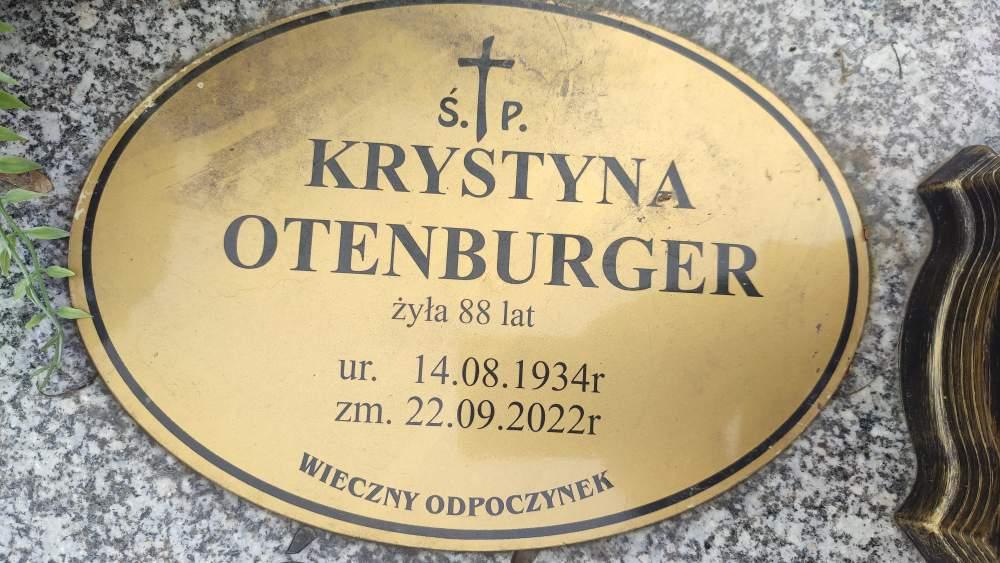 Ś. P.
KRYSTYNA
OTENBURGER
żyła 88 lat
ur. 14.08.1934r
zm. 22.09.2022r
WIECZNY ODPOCZYNEK